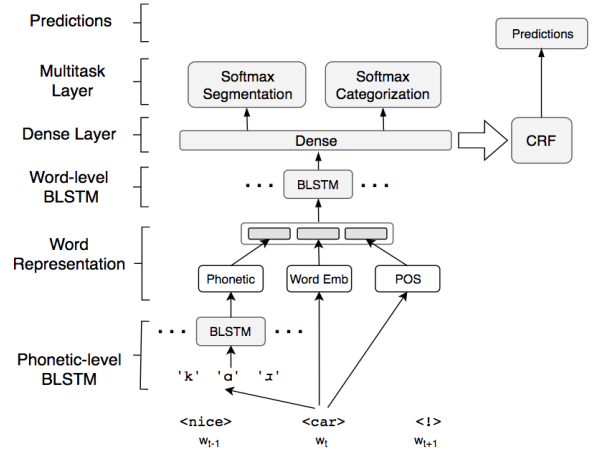 Predictions
Predictions
Multitask
Layer
Softmax
Segmentation
Softmax
Categorization
Dense Layer
Dense
CRF
Word-level
BLSTM
...
BLSTM
...
Word
Representation
Phonetic
Word Emb
POS
...
BLSTM
...
Phonetic-level
BLSTM
'k' 'ɑ' 'ɹ'
<nice> <car> <!>
wt-1 wt wt+1